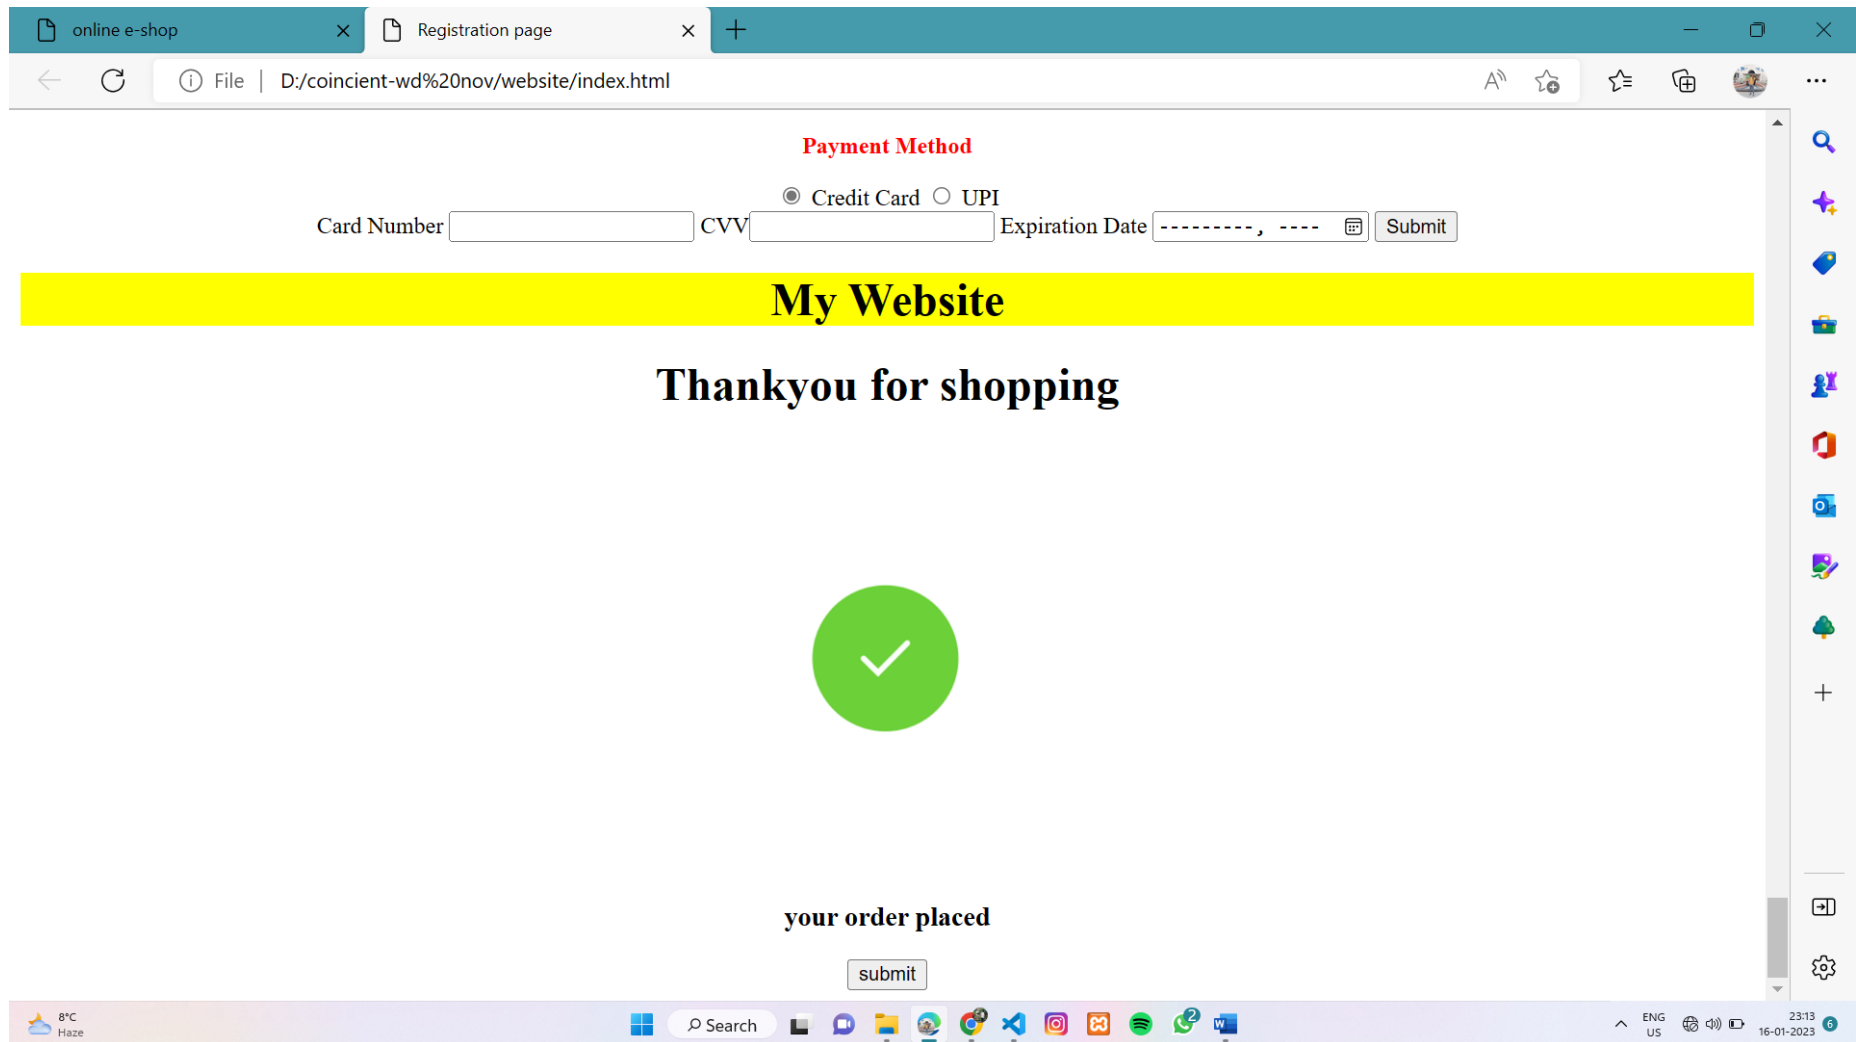 online e-shop
Registration page
File
D:/coincient-wd%20nov/website/index.html
Payment Method
Credit Card UPI
Card Number CVV Expiration Date ---------, ---- Submit
My Website
Thankyou for shopping
your order placed
submit
8°C
Haze
Search
2
ENG
US
23:13
16-01-2023
6